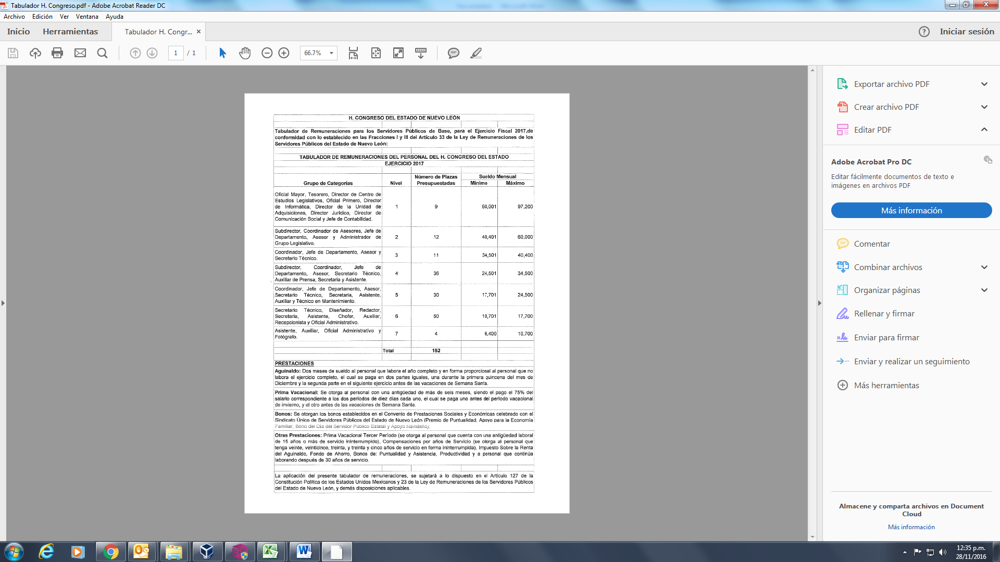 Tabulador H. Congreso.pdf - Adobe Acrobat Reader DC
Archivo Edición Ver Ventana Ayuda
Inicio Herramientas Tabulador H. Congr... × Iniciar sesión
1 / 1 66.7%
H. CONGRESO DEL ESTADO DE NUEVO LEÓN
Tabulador de Remuneraciones para los Servidores Públicos de Base, para el Ejercicio Fiscal 2017,de
conformidad con lo establecido en las Fracciones I y III del Artículo 33 de la Ley de Remuneraciones de los
Servidores Públicos del Estado de Nuevo León:
TABULADOR DE REMUNERACIONES DEL PERSONAL DEL H. CONGRESO DEL ESTADO
EJERCICIO 2017
Número de Plazas Sueldo Mensual
Grupo de Categorías Nivel Presupuestadas Mínimo Máximo
Oficial Mayor, Tesorero, Director de Centro de
Estudios Legislativos, Oficial Primero, Director
de Informática, Director de la Unidad de 1 9 60,001 97,200
Adquisiciones, Director Jurídico, Director de
Comunicación Social y Jefe de Contabilidad.
Subdirector, Coordinador de Asesores, Jefe de
Departamento, Asesor y Administrador de 2 12 40,401 60,000
Grupo Legislativo.
Coordinador, Jefe de Departamento, Asesor y 3 11 34,501 40,400
Secretario Técnico.
Subdirector, Coordinador, Jefe de
Departamento, Asesor, Secretario Técnico, 4 36 24,501 34,500
Auxiliar de Prensa, Secretaria y Asistente.
Coordinador, Jefe de Departamento, Asesor,
Secretario Técnico, Secretaria, Asistente, 5 30 17,701 24,500
Auxiliar y Técnico en Mantenimiento.
Secretario Técnico, Diseñador, Redactor,
Secretaria, Asistente, Chofer, Auxiliar, 6 50 10,701 17,700
Recepcionista y Oficial Administrativo.
Asistente, Auxiliar, Oficial Administrativo y 7 4 6,400 10,700
Fotógrafo.
Total 152
PRESTACIONES
Aguinaldo: Dos meses de sueldo al personal que labora el año completo y en forma proporcional al personal que no
labora el ejercicio completo, el cual se paga en dos partes iguales, una durante la primera quincena del mes de
Diciembre y la segunda parte en el siguiente ejercicio antes de las vacaciones de Semana Santa.
Prima Vacacional: Se otorga al personal con una antigüedad de más de seis meses, siendo el pago el 75% del
salario correspondiente a los dos períodos de diez días cada uno, el cual se paga uno antes del período vacacional
de invierno, y el otro antes de las vacaciones de Semana Santa.
Bonos: Se otorgan los bonos establecidos en el Convenio de Prestaciones Sociales y Económicas celebrado con el
Sindicato Único de Servidores Públicos del Estado de Nuevo León (Premio de Puntualidad, Apoyo para la Economía
Familiar, Bono del Día del Servidor Público Estatal y Apoyo Navideño).
Otras Prestaciones: Prima Vacacional Tercer Período (se otorga al personal que cuenta con una antigüedad laboral
de 15 años o más de servicio ininterrumpido), Compensaciones por años de Servicio (se otorga al personal que
tenga veinte, veinticinco, treinta, y treinta y cinco años de servicio en forma ininterrumpida), Impuesto Sobre la Renta
del Aguinaldo, Fondo de Ahorro, Bonos de: Puntualidad y Asistencia, Productividad y a personal que continúa
laborando después de 30 años de servicio.
La aplicación del presente tabulador de remuneraciones, se sujetará a lo dispuesto en el Artículo 127 de la
Constitución Política de los Estados Unidos Mexicanos y 23 de la Ley de Remuneraciones de los Servidores Públicos
del Estado de Nuevo León, y demás disposiciones aplicables.
Exportar archivo PDF
Crear archivo PDF
Editar PDF
Adobe Acrobat Pro DC
Editar fácilmente documentos de texto e
imágenes en archivos PDF
Más información
Comentar
Combinar archivos
Organizar páginas
Rellenar y firmar
Enviar para firmar
Enviar y realizar un seguimiento
Más herramientas
Almacene y comparta archivos en Document
Cloud
Más información
12:35 p.m.
28/11/2016